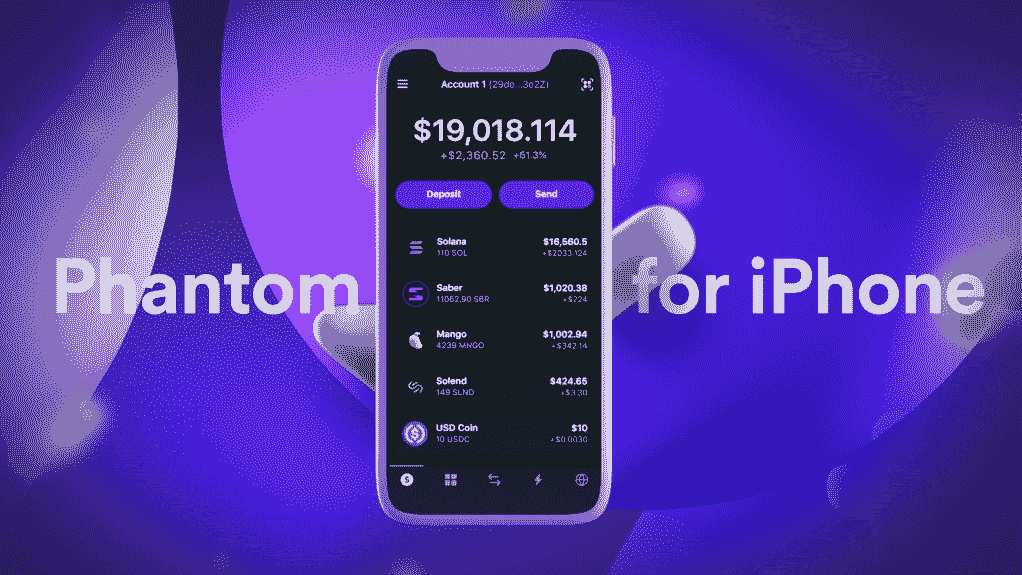 Phantom for iPhone
Account 1 (29dc...3e2Z)
$19,018.114
+$2,360.52 +61.3%
Deposit Send
Solana $16,560.5
110 SOL +$2033.124
Saber $1,020.38
11062,90 SBR +$224
Mango $1,002.94
4239 MNGO +$342.14
Solend $424.65
149 SLND +$3.30
USD Coin $10
10 USDC +$0.0030